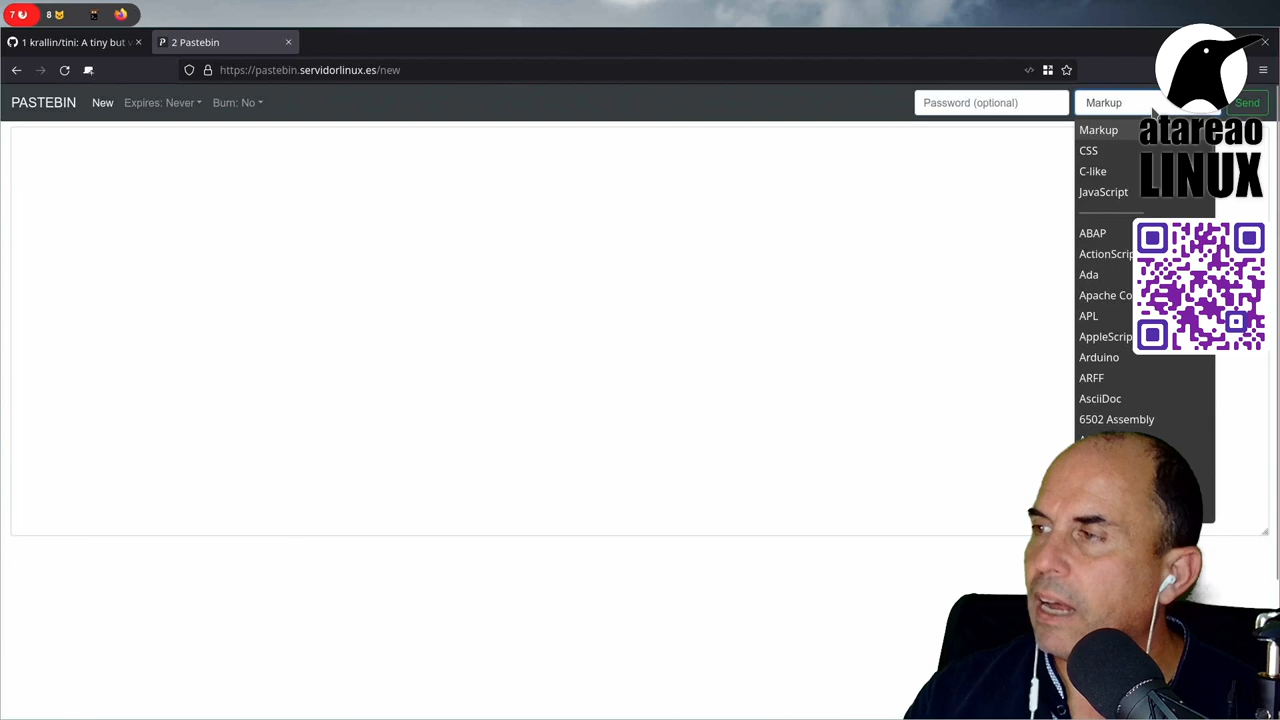 7
8
1 krallin/tini: A tiny but
2 Pastebin
https://pastebin.servidorlinux.es/new
PASTEBIN
New
Expires: Never
Burn: No
Password (optional)
Markup
Send
Markup
CSS
C-like
JavaScript
ABAP
ActionScrip
Ada
Apache Co
APL
AppleScrip
Arduino
ARFF
AsciiDoc
6502 Assembly
atareao
LINUX